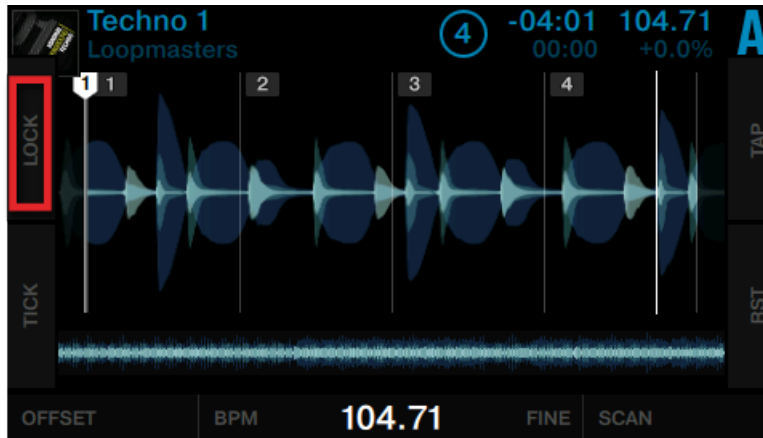 Techno 1
Loopmasters
4
-04:01 104.71
00:00 +0.0%
A
LOCK
TICK
TAP
RST
1 1 2 3 4
OFFSET BPM 104.71 FINE SCAN